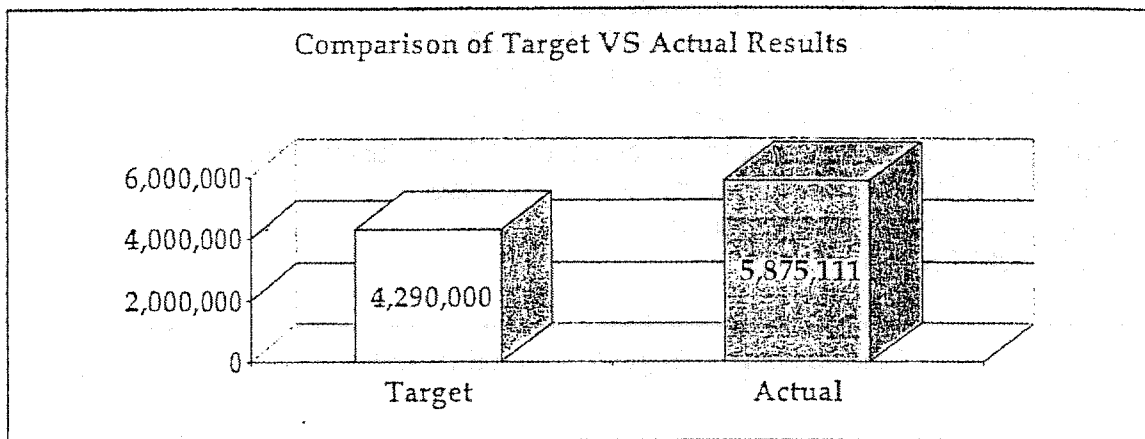 Comparison of Target VS Actual Results
6,000,000
4,000,000
2,000,000
0
4,290,000
5,875,111
Target
Actual